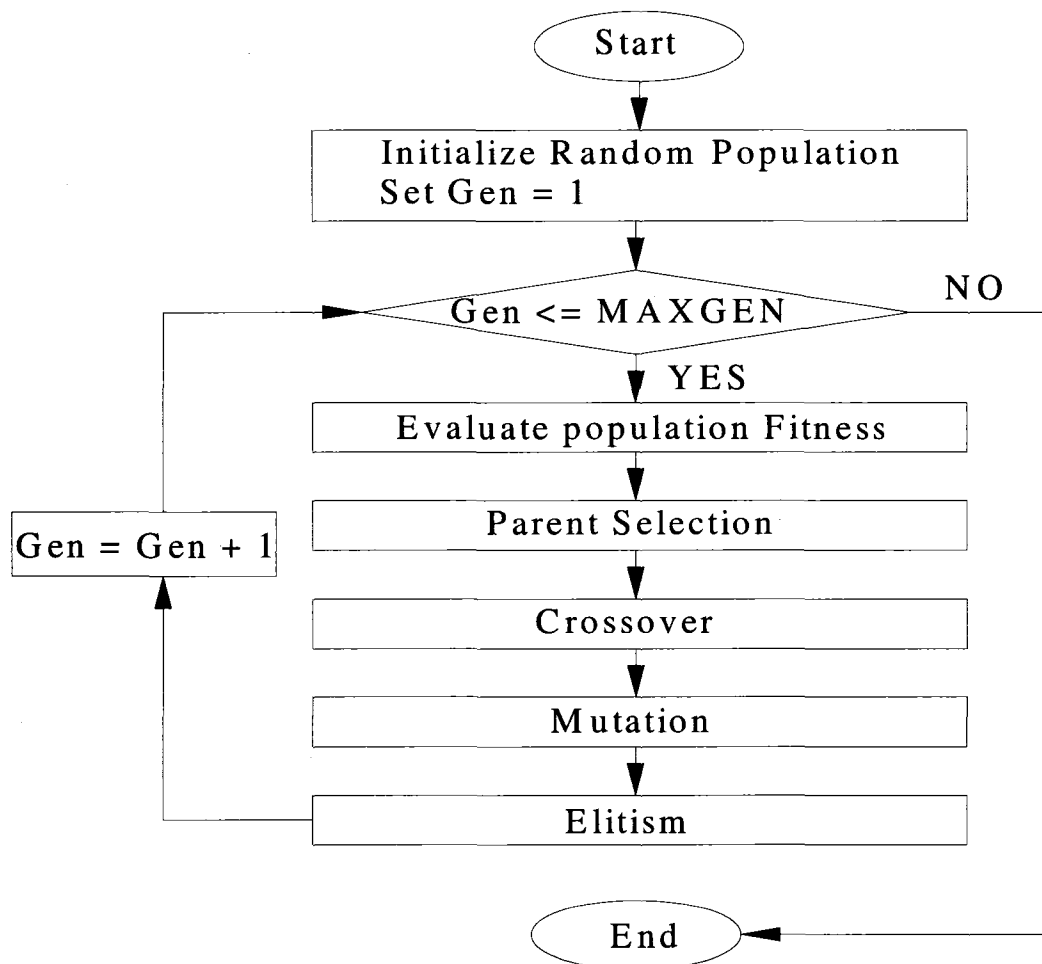 Start
Initialize Random Population
Set Gen = 1
Gen <= MAXGEN
NO
YES
Evaluate population Fitness
Parent Selection
Gen = Gen + 1
Crossover
Mutation
Elitism
End